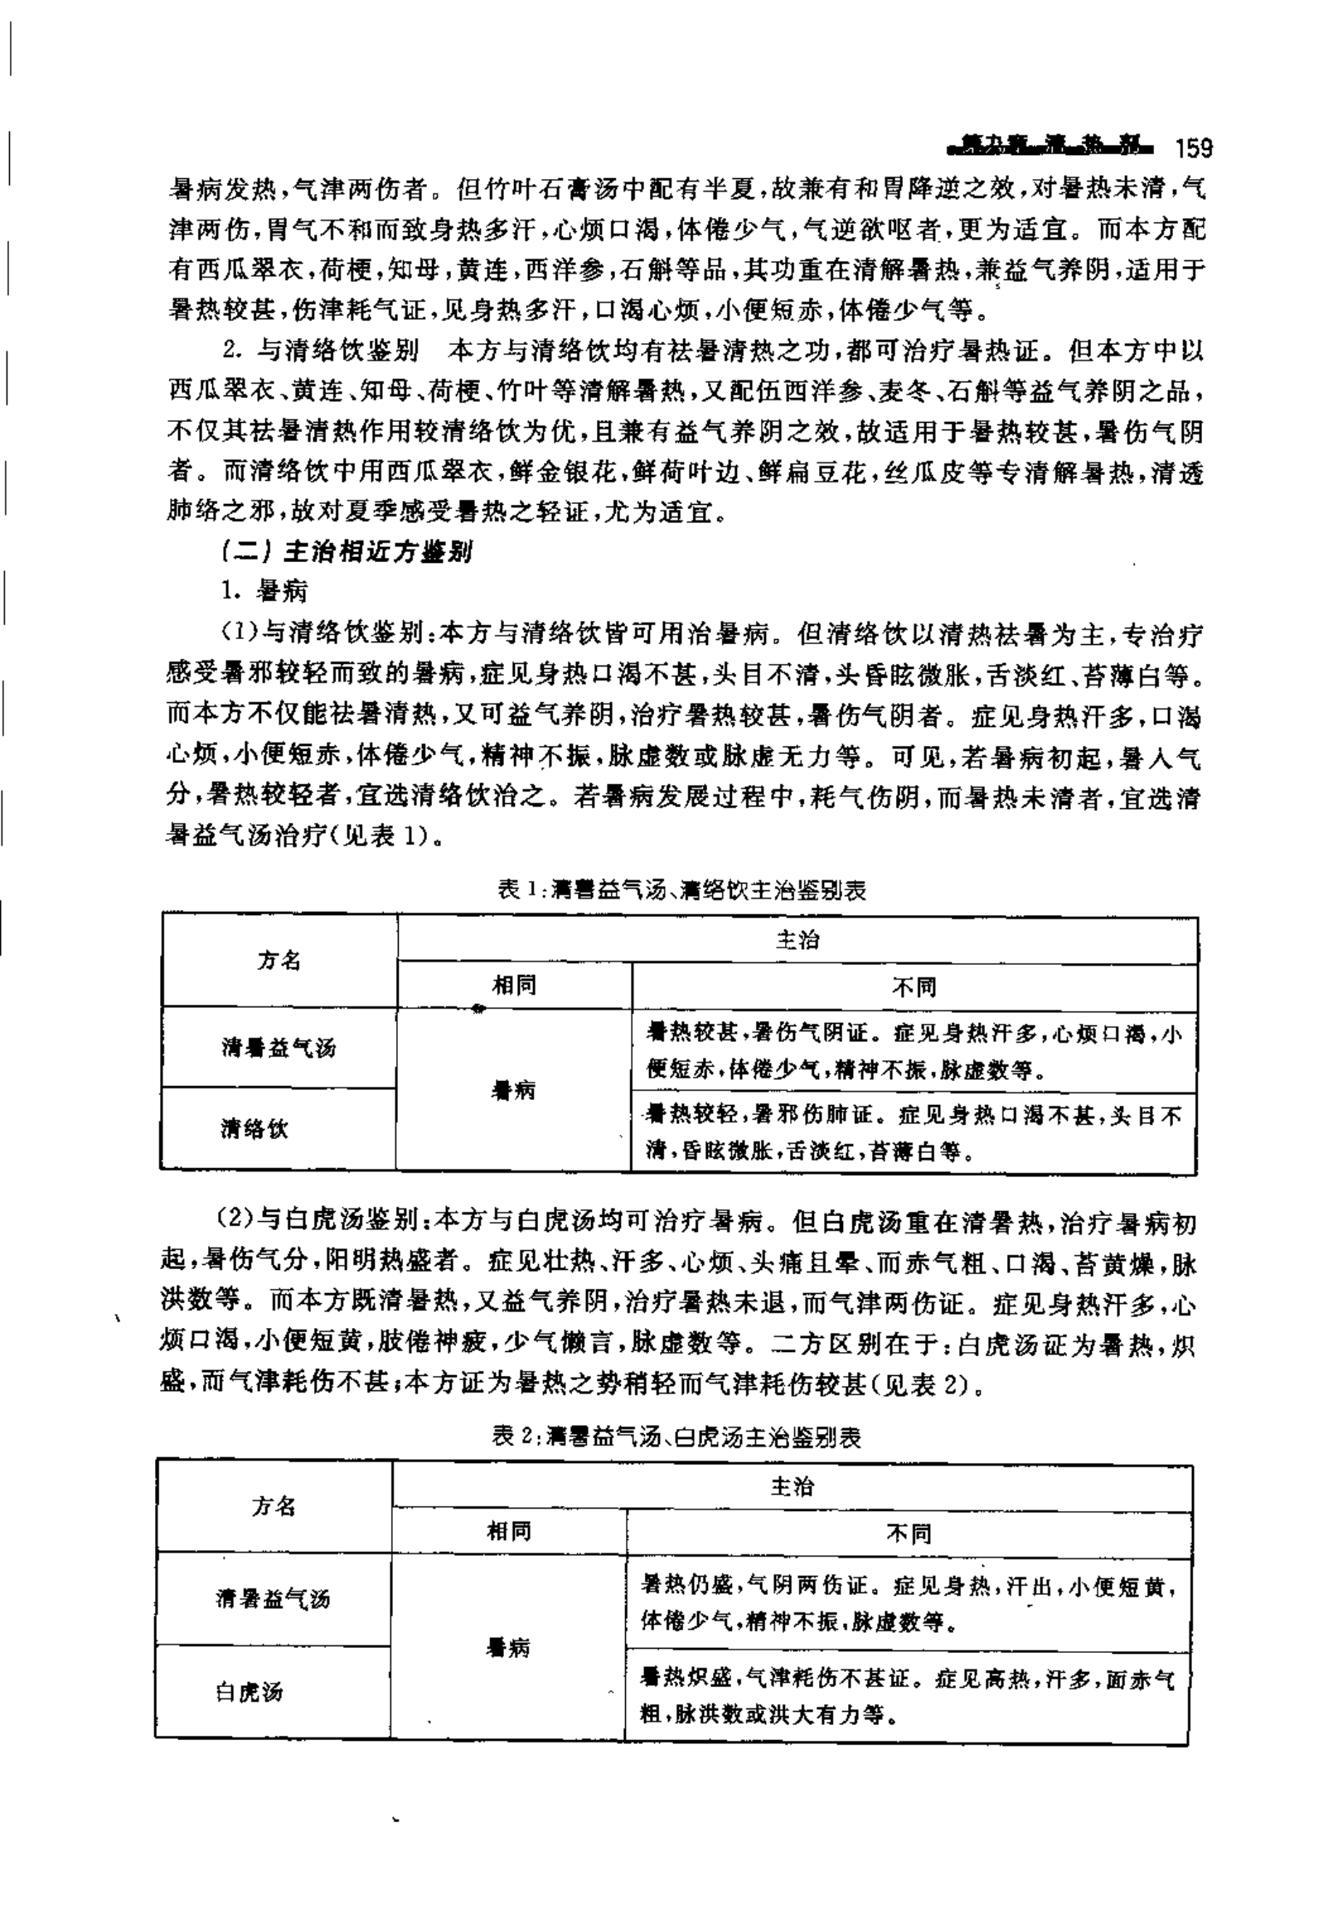 第九章 清热剂 159
暑病发热,气津两伤者。但竹叶石膏汤中配有半夏,故兼有和胃降逆之效,对暑热未清,气
津两伤,胃气不和而致身热多汗,心烦口渴,体倦少气,气逆欲呕者,更为适宜。而本方配
有西瓜翠衣,荷梗,知母,黄连,西洋参,石斛等品,其功重在清解暑热,兼益气养阴,适用于
暑热较甚,伤津耗气证,见身热多汗,口渴心烦,小便短赤,体倦少气等。
2. 与清络饮鉴别 本方与清络饮均有祛暑清热之功,都可治疗暑热证。但本方中以
西瓜翠衣、黄连、知母、荷梗、竹叶等清解暑热,又配伍西洋参、麦冬、石斛等益气养阴之品,
不仅其祛暑清热作用较清络饮为优,且兼有益气养阴之效,故适用于暑热较甚,暑伤气阴
者。而清络饮中用西瓜翠衣,鲜金银花,鲜荷叶边、鲜扁豆花,丝瓜皮等专清解暑热,清透
肺络之邪,故对夏季感受暑热之轻证,尤为适宜。
(二)主治相近方鉴别
1. 暑病
(1)与清络饮鉴别:本方与清络饮皆可用治暑病。但清络饮以清热祛暑为主,专治疗
感受暑邪较轻而致的暑病,症见身热口渴不甚,头目不清,头昏眩微胀,舌淡红、苔薄白等。
而本方不仅能祛暑清热,又可益气养阴,治疗暑热较甚,暑伤气阴者。症见身热汗多,口渴
心烦,小便短赤,体倦少气,精神不振,脉虚数或脉虚无力等。可见,若暑病初起,暑入气
分,暑热较轻者,宜选清络饮治之。若暑病发展过程中,耗气伤阴,而暑热未清者,宜选清
暑益气汤治疗(见表1)。
表1:清暑益气汤、清络饮主治鉴别表
方名
主治
相同
不同
清暑益气汤
暑病
暑热较甚,暑伤气阴证。症见身热汗多,心烦口渴,小
便短赤,体倦少气,精神不振,脉虚数等。
清络饮
暑热较轻,暑邪伤肺证。症见身热口渴不甚,头目不
清,昏眩微胀,舌淡红,苔薄白等。
(2)与白虎汤鉴别:本方与白虎汤均可治疗暑病。但白虎汤重在清暑热,治疗暑病初
起,暑伤气分,阳明热盛者。症见壮热、汗多、心烦、头痛且晕、而赤气粗、口渴、苔黄燥,脉
洪数等。而本方既清暑热,又益气养阴,治疗暑热未退,而气津两伤证。症见身热汗多,心
烦口渴,小便短黄,肢倦神疲,少气懒言,脉虚数等。二方区别在于:白虎汤证为暑热,炽
盛,而气津耗伤不甚;本方证为暑热之势稍轻而气津耗伤较甚(见表2)。
表2:清暑益气汤、白虎汤主治鉴别表
方名
主治
相同
不同
清暑益气汤
暑病
暑热仍盛,气阴两伤证。症见身热,汗出,小便短黄,
体倦少气,精神不振,脉虚数等。
白虎汤
暑热炽盛,气津耗伤不甚证。症见高热,汗多,面赤气
粗,脉洪数或洪大有力等。